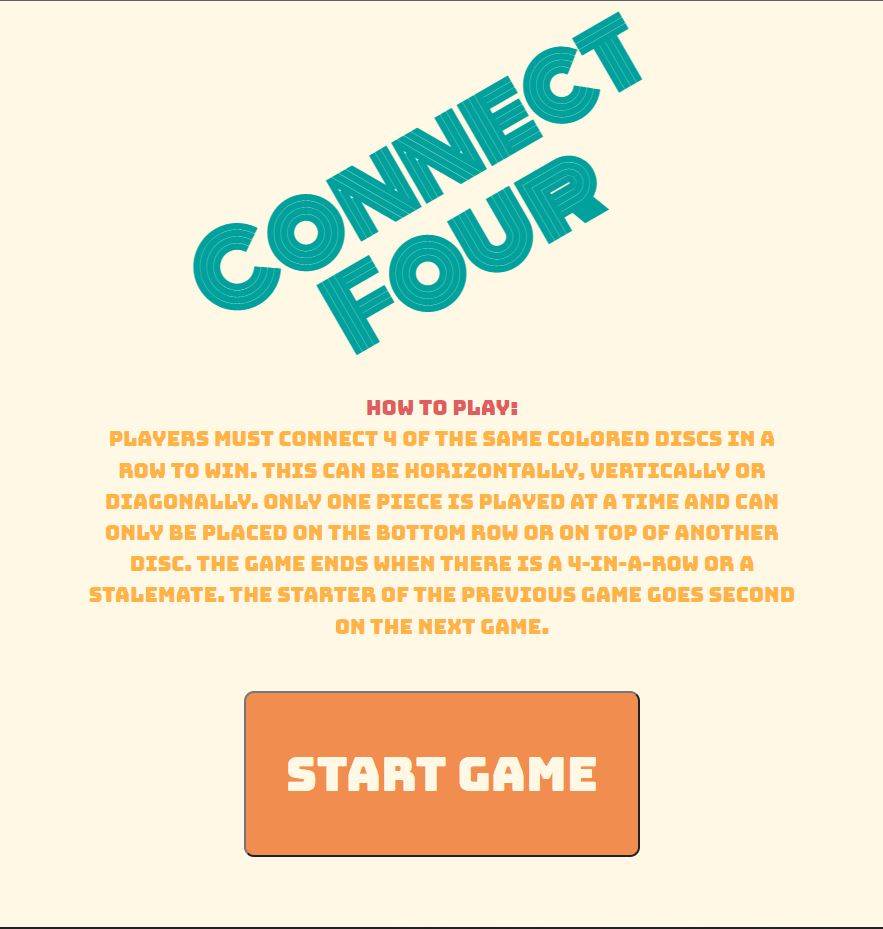 CONNECT
FOUR
HOW TO PLAY:
PLAYERS MUST CONNECT 4 OF THE SAME COLORED DISCS IN A
ROW TO WIN. THIS CAN BE HORIZONTALLY, VERTICALLY OR
DIAGONALLY. ONLY ONE PIECE IS PLAYED AT A TIME AND CAN
ONLY BE PLACED ON THE BOTTOM ROW OR ON TOP OF ANOTHER
DISC. THE GAME ENDS WHEN THERE IS A 4-IN-A-ROW OR A
STALEMATE. THE STARTER OF THE PREVIOUS GAME GOES SECOND
ON THE NEXT GAME.
START GAME